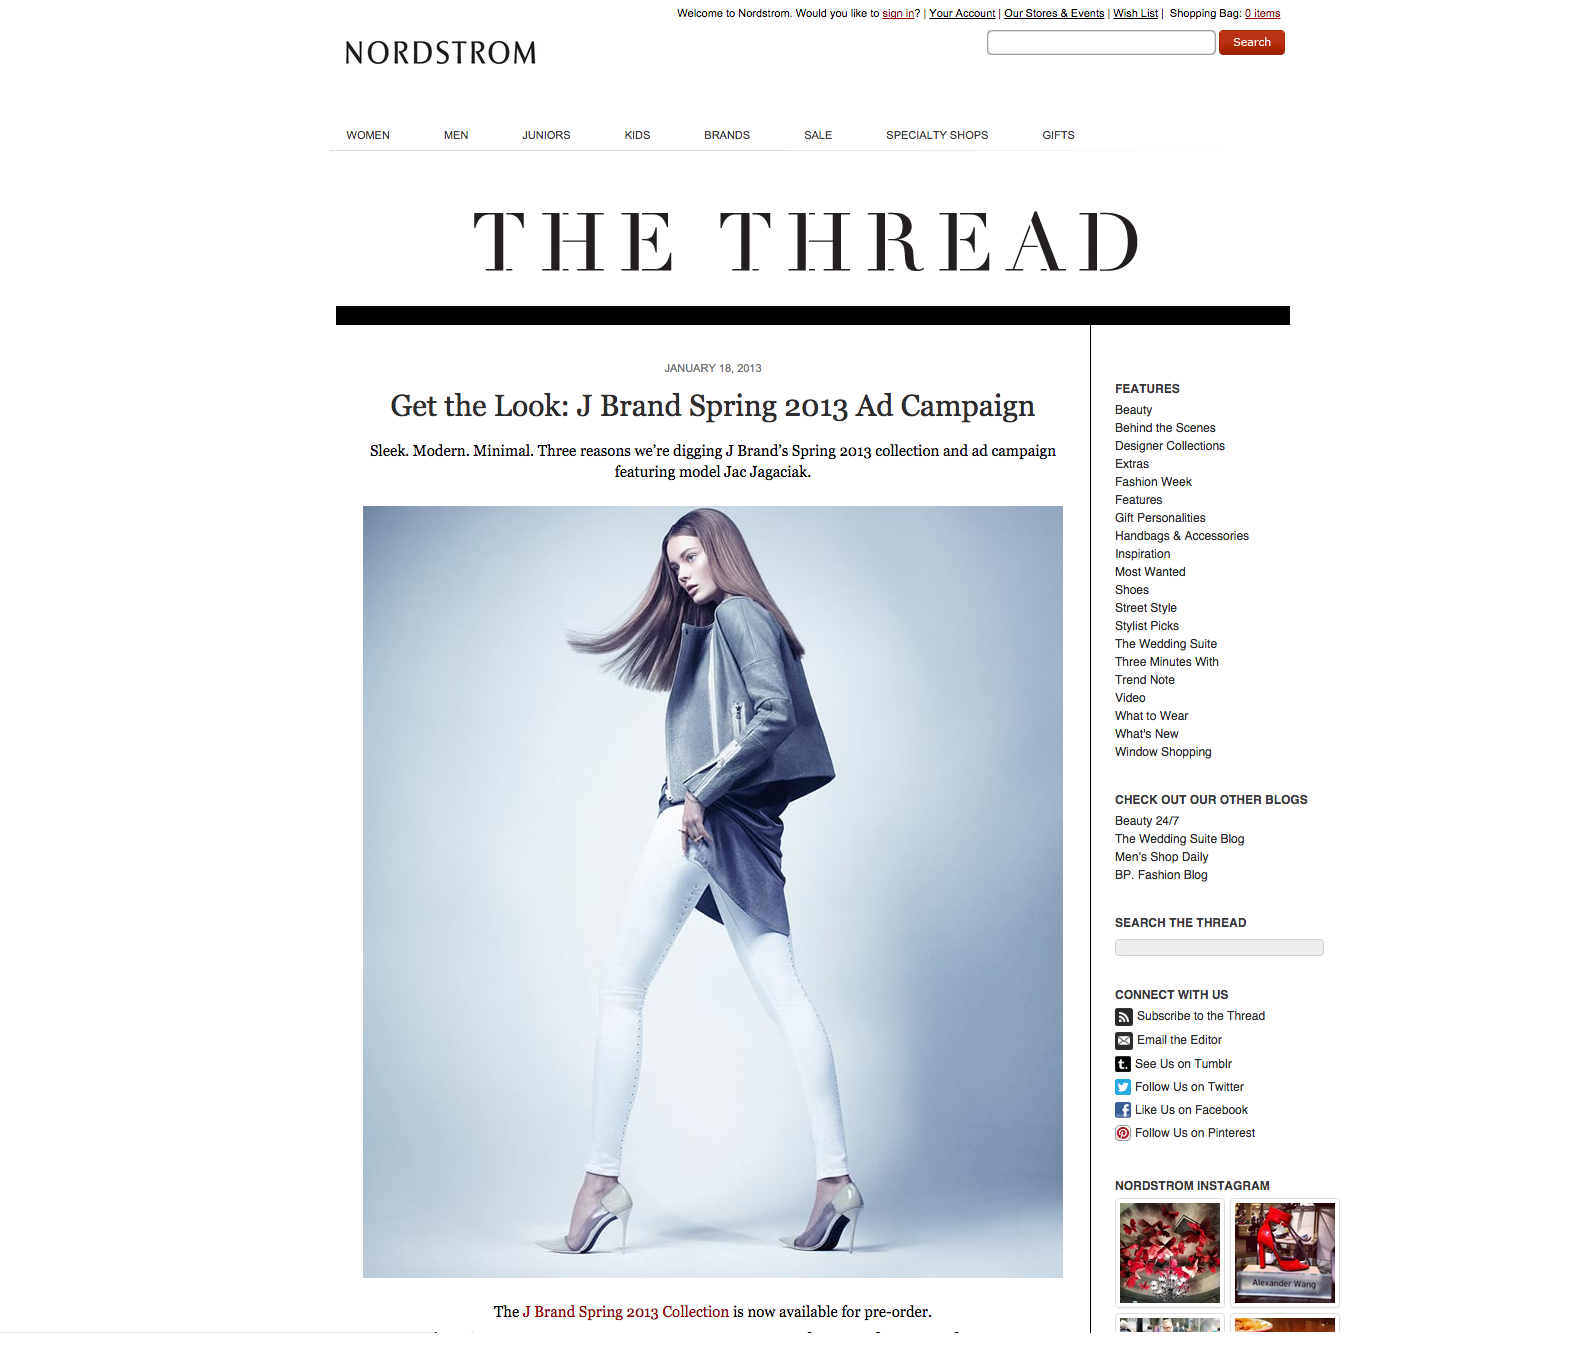 Welcome to Nordstrom. Would you like to sign in? | Your Account | Our Stores & Events | Wish List | Shopping Bag: 0 items
NORDSTROM
Search
WOMEN MEN JUNIORS KIDS BRANDS SALE SPECIALTY SHOPS GIFTS
THE THREAD
JANUARY 18, 2013
Get the Look: J Brand Spring 2013 Ad Campaign
Sleek. Modern. Minimal. Three reasons we're digging J Brand's Spring 2013 collection and ad campaign
featuring model Jac Jagaciak.
The J Brand Spring 2013 Collection is now available for pre-order.
FEATURES
Beauty
Behind the Scenes
Designer Collections
Extras
Fashion Week
Features
Gift Personalities
Handbags & Accessories
Inspiration
Most Wanted
Shoes
Street Style
Stylist Picks
The Wedding Suite
Three Minutes With
Trend Note
Video
What to Wear
What's New
Window Shopping
CHECK OUT OUR OTHER BLOGS
Beauty 24/7
The Wedding Suite Blog
Men's Shop Daily
BP. Fashion Blog
SEARCH THE THREAD
CONNECT WITH US
Subscribe to the Thread
Email the Editor
See Us on Tumblr
Follow Us on Twitter
Like Us on Facebook
Follow Us on Pinterest
NORDSTROM INSTAGRAM
Alexander Wang